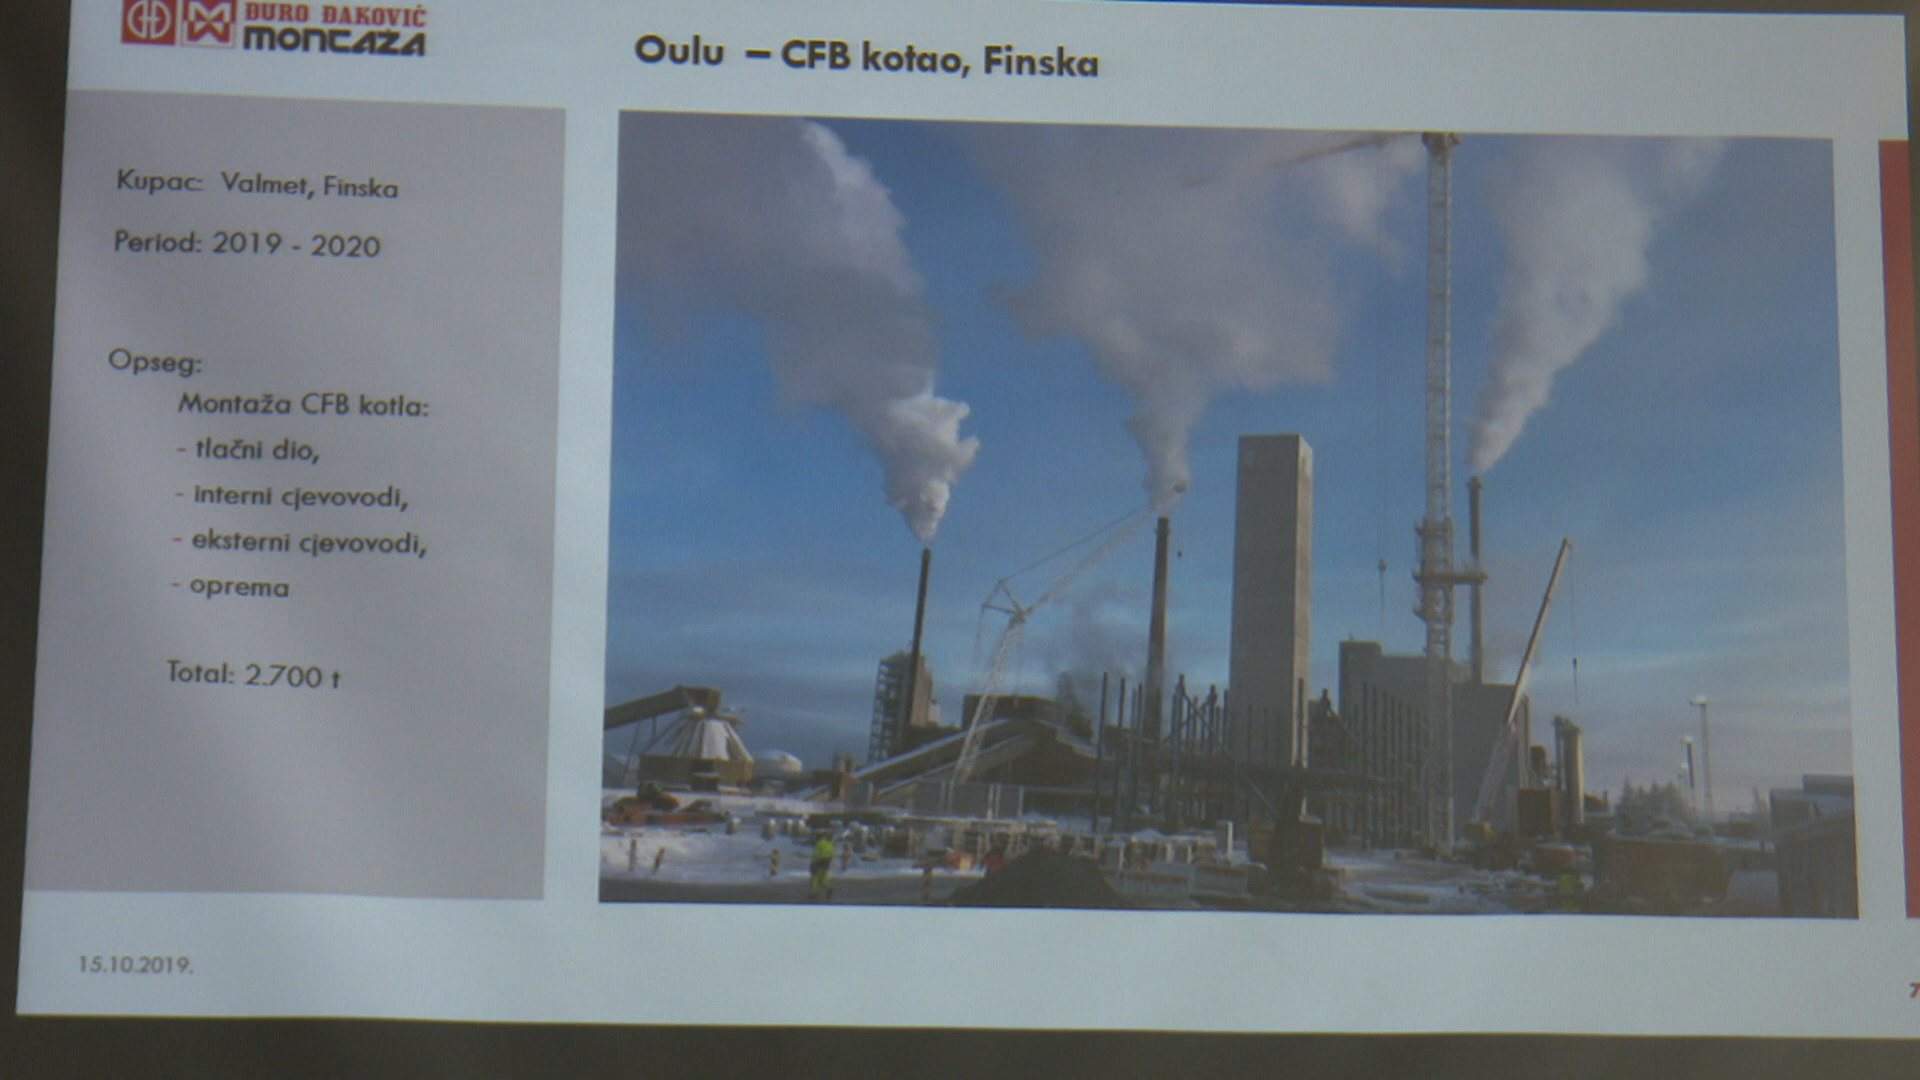 ĐURO ĐAKOVIĆ
MONTAŽA
Oulu – CFB kotao, Finska
Kupac: Valmet, Finska
Period: 2019 - 2020
Opseg:
Montaža CFB kotla:
- tlačni dio,
- interni cjevovodi,
- eksterni cjevovodi,
- oprema
Total: 2.700 t
15.10.2019.
7